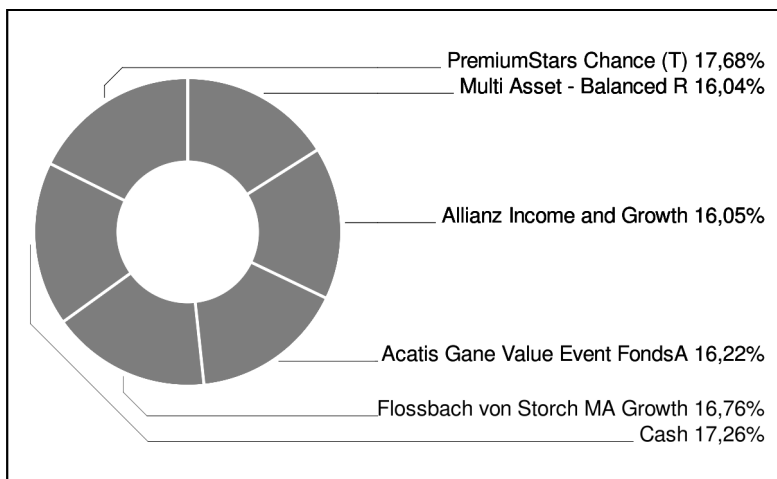 PremiumStars Chance (T) 17,68%
Multi Asset - Balanced R 16,04%
Allianz Income and Growth 16,05%
Acatis Gane Value Event FondsA 16,22%
Flossbach von Storch MA Growth 16,76%
Cash 17,26%